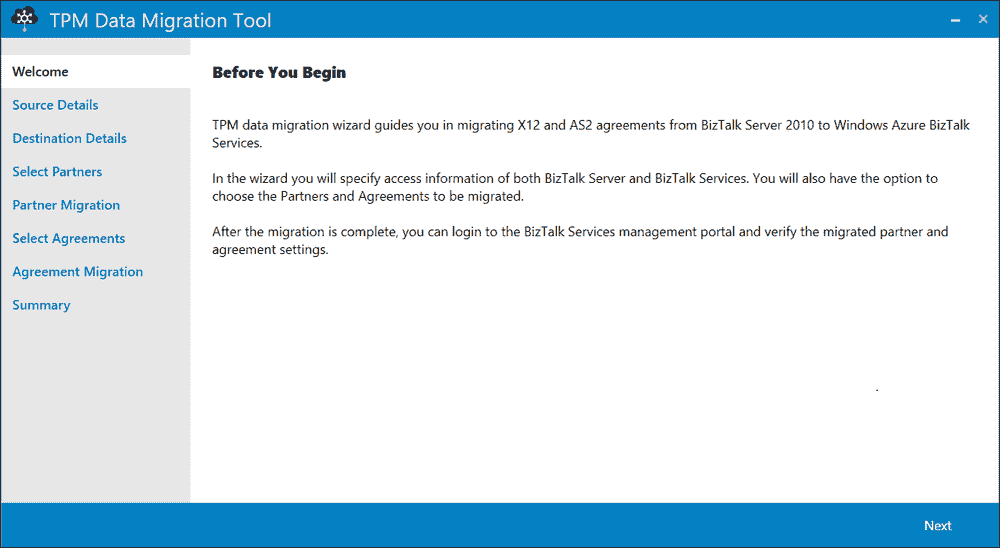 TPM Data Migration Tool
Welcome
Source Details
Destination Details
Select Partners
Partner Migration
Select Agreements
Agreement Migration
Summary
Before You Begin
TPM data migration wizard guides you in migrating X12 and AS2 agreements from BizTalk Server 2010 to Windows Azure BizTalk
Services.
In the wizard you will specify access information of both BizTalk Server and BizTalk Services. You will also have the option to
choose the Partners and Agreements to be migrated.
After the migration is complete, you can login to the BizTalk Services management portal and verify the migrated partner and
agreement settings.
Next